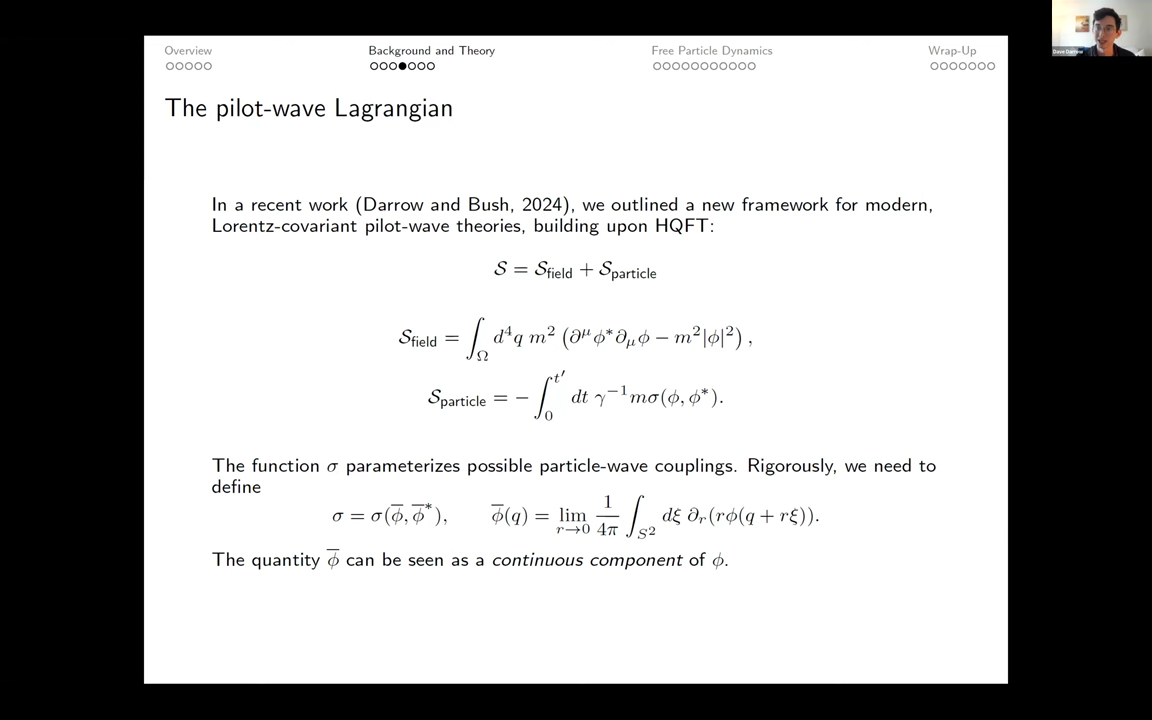 Overview Background and Theory Free Particle Dynamics Wrap-Up
The pilot-wave Lagrangian
In a recent work (Darrow and Bush, 2024), we outlined a new framework for modern,
Lorentz-covariant pilot-wave theories, building upon HQFT:
𝒮 = 𝒮_field + 𝒮_particle
𝒮_field = ∫_Ω d⁴q m² (∂^μ ϕ* ∂_μ ϕ − m²|ϕ|²),
𝒮_particle = − ∫_0^{t′} dt γ⁻¹ mσ(ϕ, ϕ*).
The function σ parameterizes possible particle-wave couplings. Rigorously, we need to
define
σ = σ(ϕ̅, ϕ̅*), ϕ̅(q) = lim_{r→0} 1/4π ∫_{S²} dξ ∂_r(rϕ(q + rξ)).
The quantity ϕ̅ can be seen as a continuous component of ϕ.
Dave Darrow